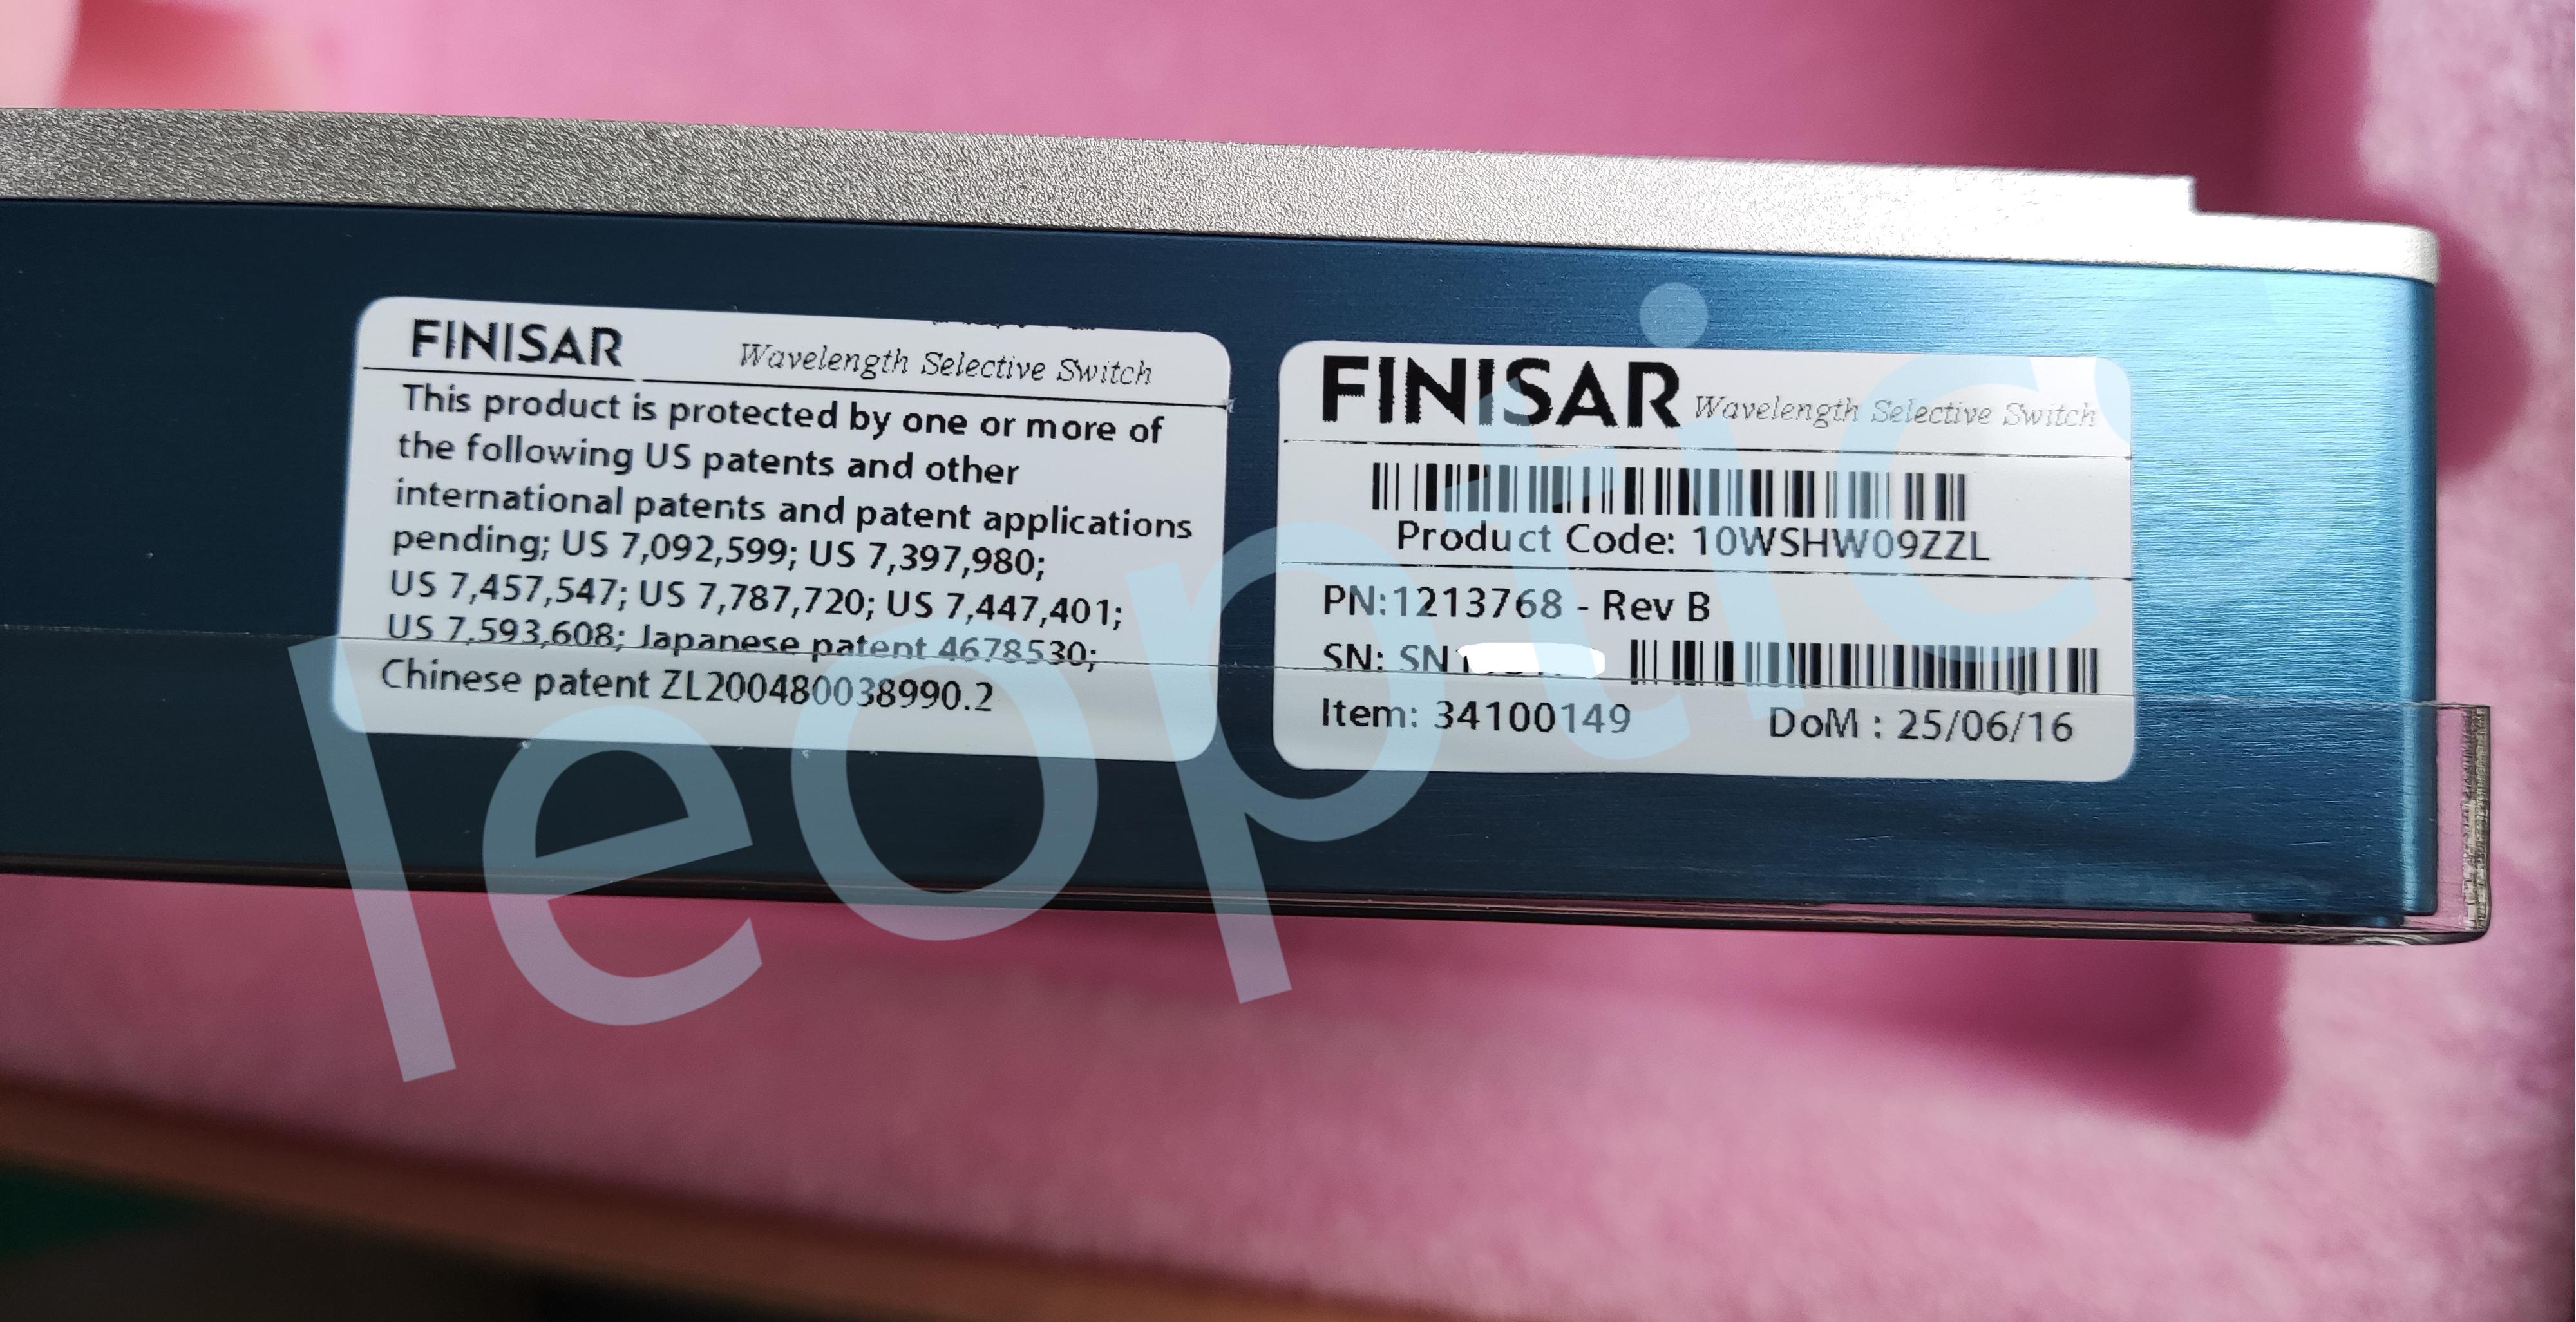 FINISAR Wavelength Selective Switch
This product is protected by one or more of
the following US patents and other
international patents and patent applications
pending; US 7,092,599; US 7,397,980;
US 7,457,547; US 7,787,720; US 7,447,401;
US 7,593,608; Japanese patent 4678530;
Chinese patent ZL200480038990.2
FINISAR Wavelength Selective Switch
Product Code: 10WSHW09ZZL
PN:1213768 - Rev B
SN:
Item: 34100149 DoM : 25/06/16
leoptics